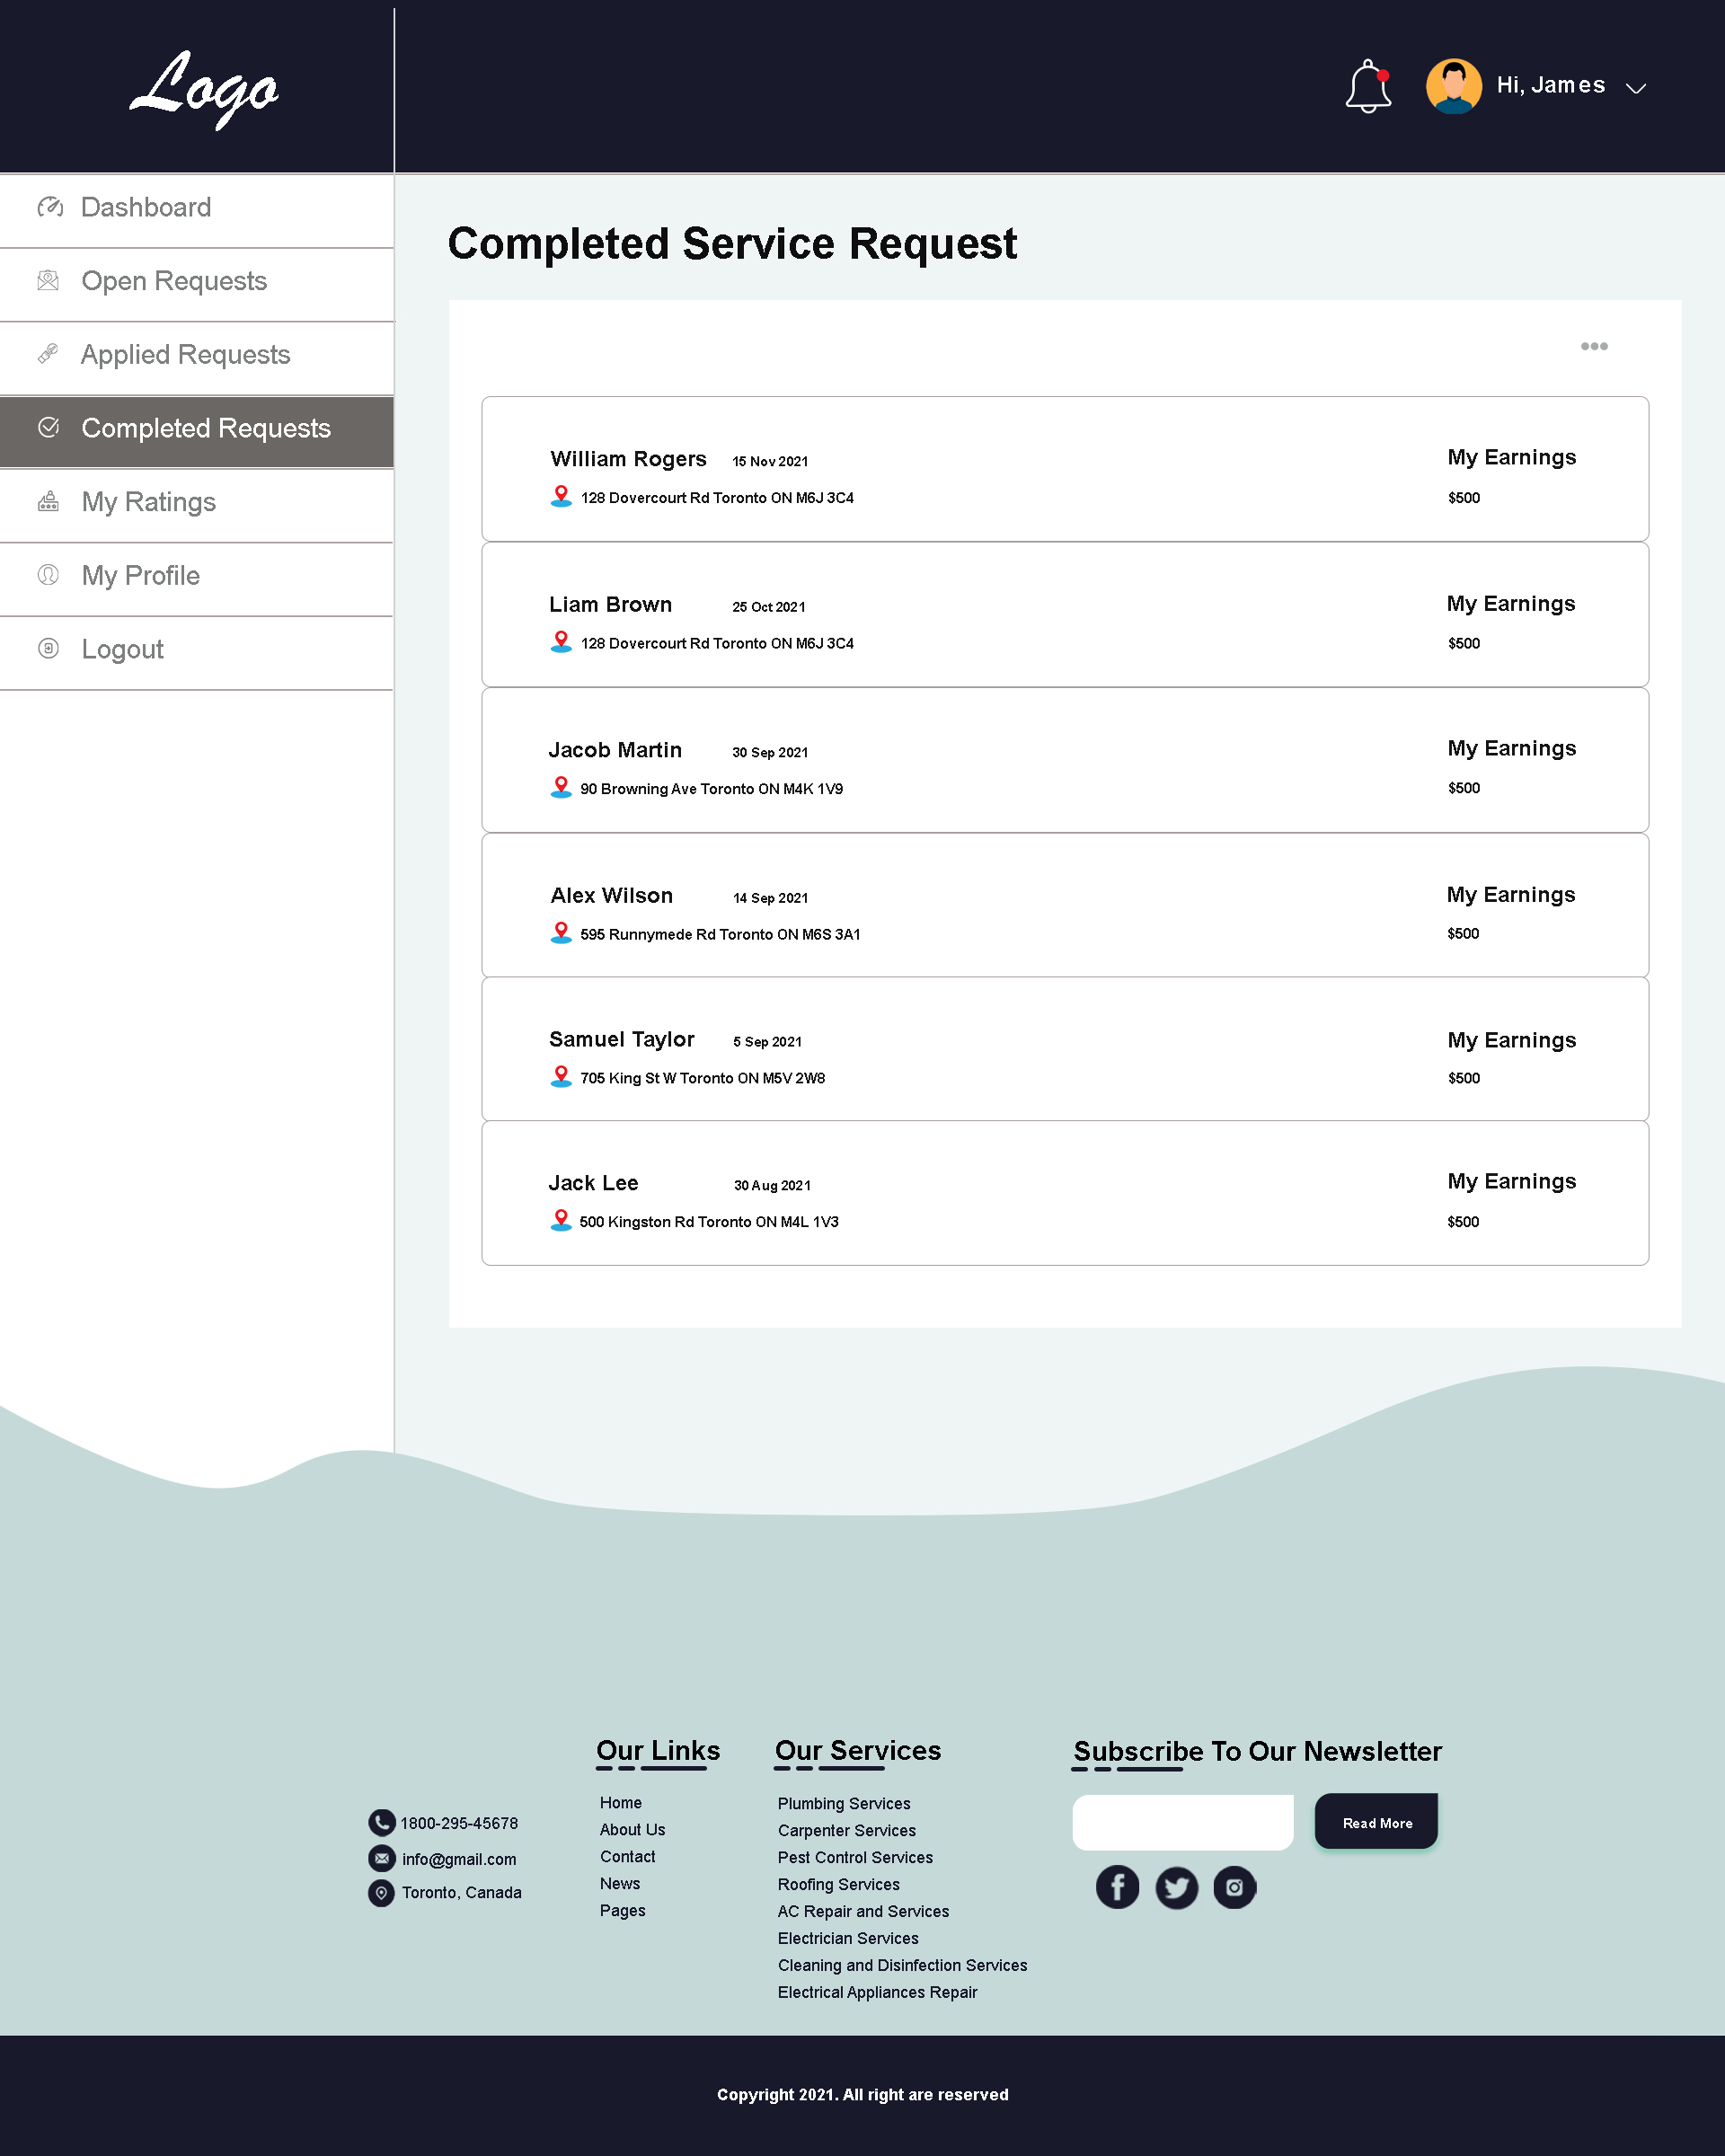 Logo
Hi, James
Dashboard
Open Requests
Applied Requests
Completed Requests
My Ratings
My Profile
Logout
Completed Service Request
William Rogers 15 Nov 2021 My Earnings
128 Dovercourt Rd Toronto ON M6J 3C4 $500
Liam Brown 25 Oct 2021 My Earnings
128 Dovercourt Rd Toronto ON M6J 3C4 $500
Jacob Martin 30 Sep 2021 My Earnings
90 Browning Ave Toronto ON M4K 1V9 $500
Alex Wilson 14 Sep 2021 My Earnings
595 Runnymede Rd Toronto ON M6S 3A1 $500
Samuel Taylor 5 Sep 2021 My Earnings
705 King St W Toronto ON M5V 2W8 $500
Jack Lee 30 Aug 2021 My Earnings
500 Kingston Rd Toronto ON M4L 1V3 $500
1800-295-45678
info@gmail.com
Toronto, Canada
Our Links
Home
About Us
Contact
News
Pages
Our Services
Plumbing Services
Carpenter Services
Pest Control Services
Roofing Services
AC Repair and Services
Electrician Services
Cleaning and Disinfection Services
Electrical Appliances Repair
Subscribe To Our Newsletter
Read More
Copyright 2021. All right are reserved